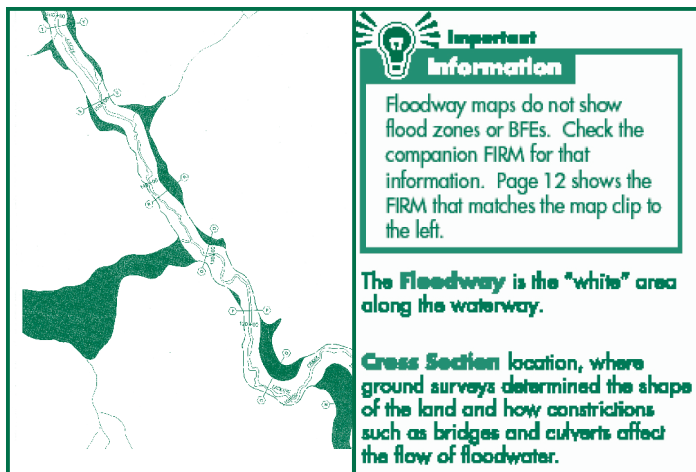 Important
Information
Floodway maps do not show
flood zones or BFEs. Check the
companion FIRM for that
information. Page 12 shows the
FIRM that matches the map clip to
the left.
The Floodway is the “white” area
along the waterway.
Cross Section location, where
ground surveys determined the shape
of the land and how constrictions
such as bridges and culverts affect
the flow of floodwater.